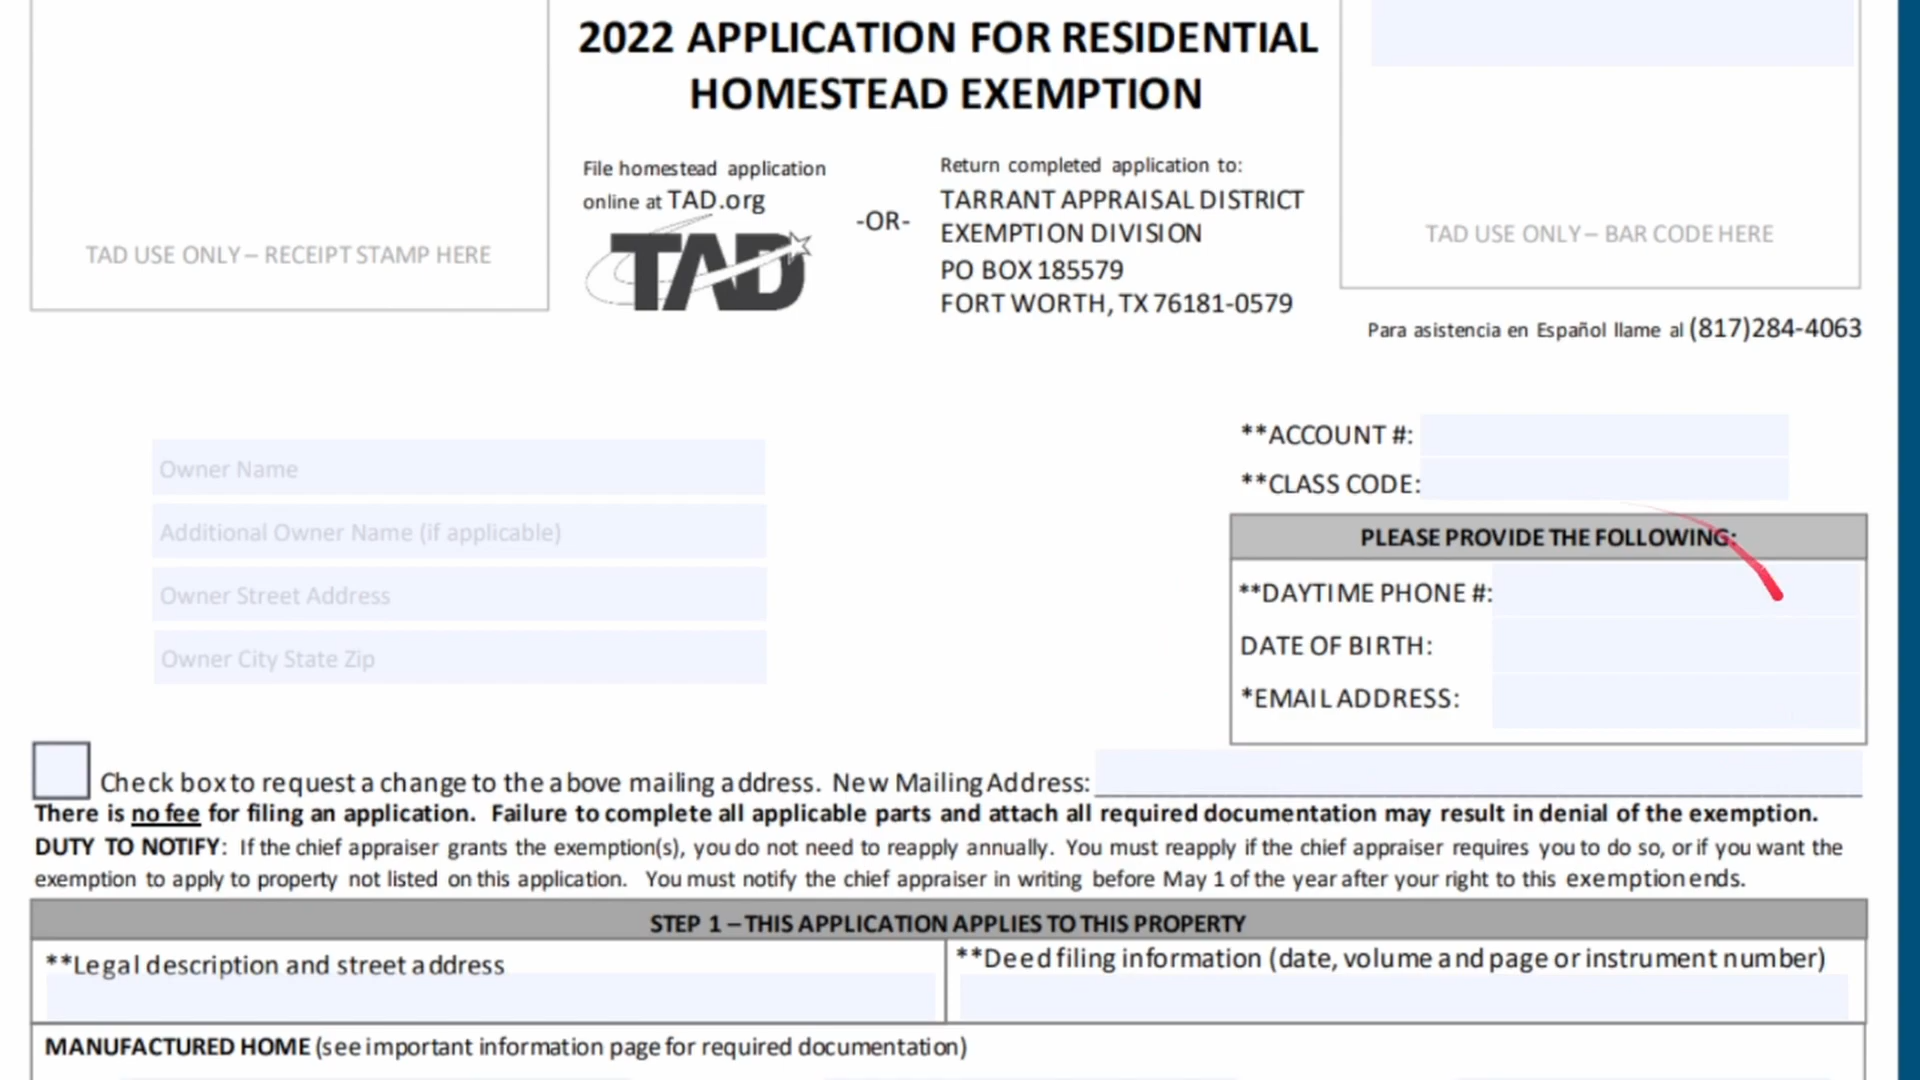 2022 APPLICATION FOR RESIDENTIAL
HOMESTEAD EXEMPTION
File homestead application
online at TAD.org
TAD
-OR-
Return completed application to:
TARRANT APPRAISAL DISTRICT
EXEMPTION DIVISION
PO BOX 185579
FORT WORTH, TX 76181-0579
TAD USE ONLY – RECEIPT STAMP HERE
TAD USE ONLY – BAR CODE HERE
Para asistencia en Español llame al (817)284-4063
**ACCOUNT #:
**CLASS CODE:
Owner Name
Additional Owner Name (if applicable)
Owner Street Address
Owner City State Zip
PLEASE PROVIDE THE FOLLOWING:
**DAYTIME PHONE #:
DATE OF BIRTH:
*EMAIL ADDRESS:
Check box to request a change to the above mailing address. New Mailing Address:
There is no fee for filing an application. Failure to complete all applicable parts and attach all required documentation may result in denial of the exemption.
DUTY TO NOTIFY: If the chief appraiser grants the exemption(s), you do not need to reapply annually. You must reapply if the chief appraiser requires you to do so, or if you want the
exemption to apply to property not listed on this application. You must notify the chief appraiser in writing before May 1 of the year after your right to this exemption ends.
STEP 1 – THIS APPLICATION APPLIES TO THIS PROPERTY
**Legal description and street address
**Deed filing information (date, volume and page or instrument number)
MANUFACTURED HOME (see important information page for required documentation)